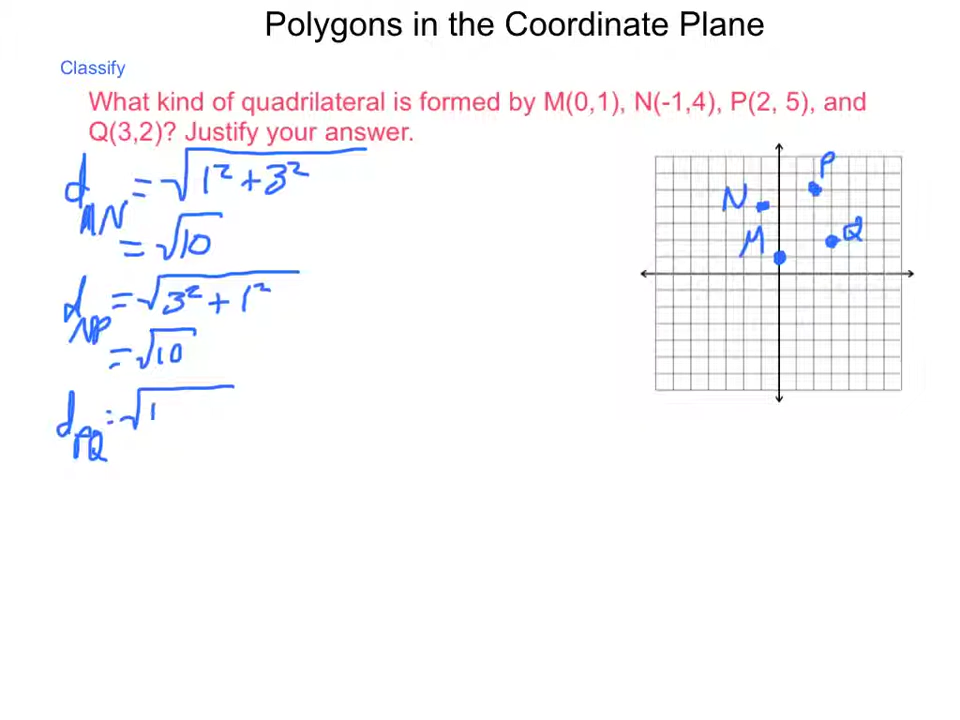 Polygons in the Coordinate Plane
Classify
What kind of quadrilateral is formed by M(0,1), N(-1,4), P(2, 5), and
Q(3,2)? Justify your answer.
d_MN = √(1² + 3²)
= √10
d_NP = √(3² + 1²)
= √10
d_PQ = √1
P
N
Q
M